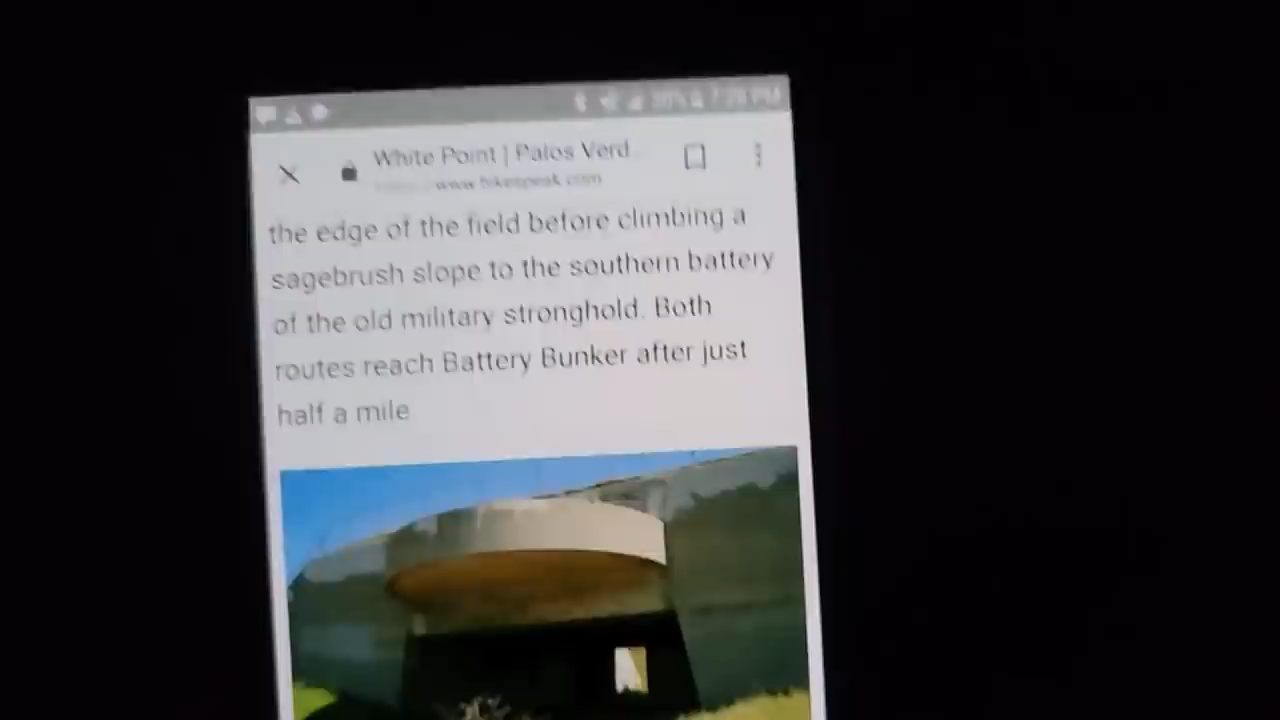 White Point | Palos Verd...
the edge of the field before climbing a
sagebrush slope to the southern battery
of the old military stronghold. Both
routes reach Battery Bunker after just
half a mile